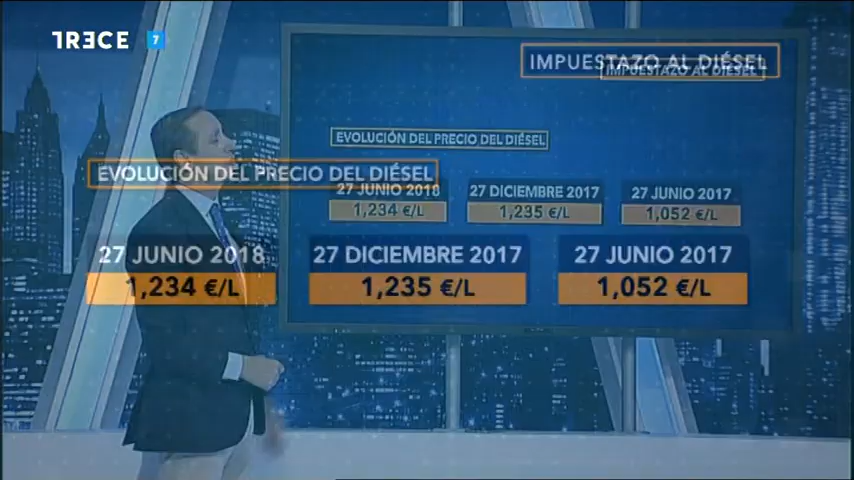 TRECE 7
IMPUESTAZO AL DIÉSEL
IMPUESTAZO AL DIÉSEL
EVOLUCIÓN DEL PRECIO DEL DIÉSEL
EVOLUCIÓN DEL PRECIO DEL DIÉSEL
27 JUNIO 2018 27 DICIEMBRE 2017 27 JUNIO 2017
1,234 €/L 1,235 €/L 1,052 €/L
27 JUNIO 2018 27 DICIEMBRE 2017 27 JUNIO 2017
1,234 €/L 1,235 €/L 1,052 €/L